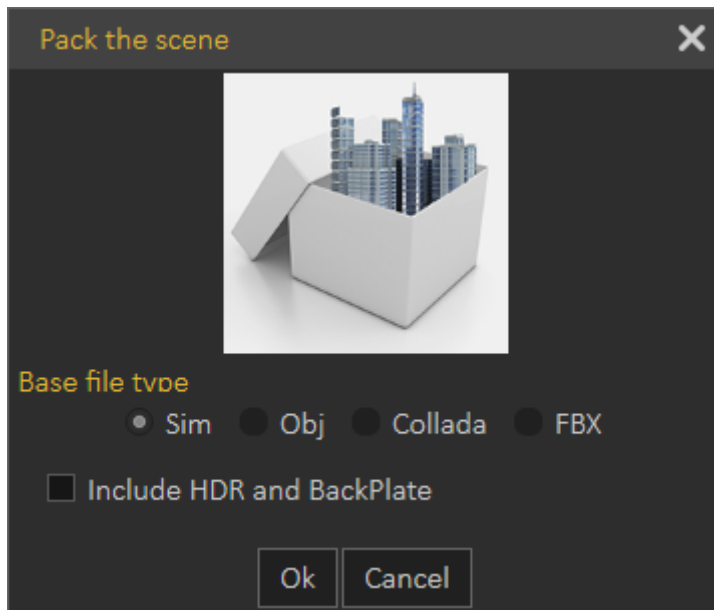 Pack the scene
Base file type
Sim Obj Collada FBX
Include HDR and BackPlate
Ok Cancel